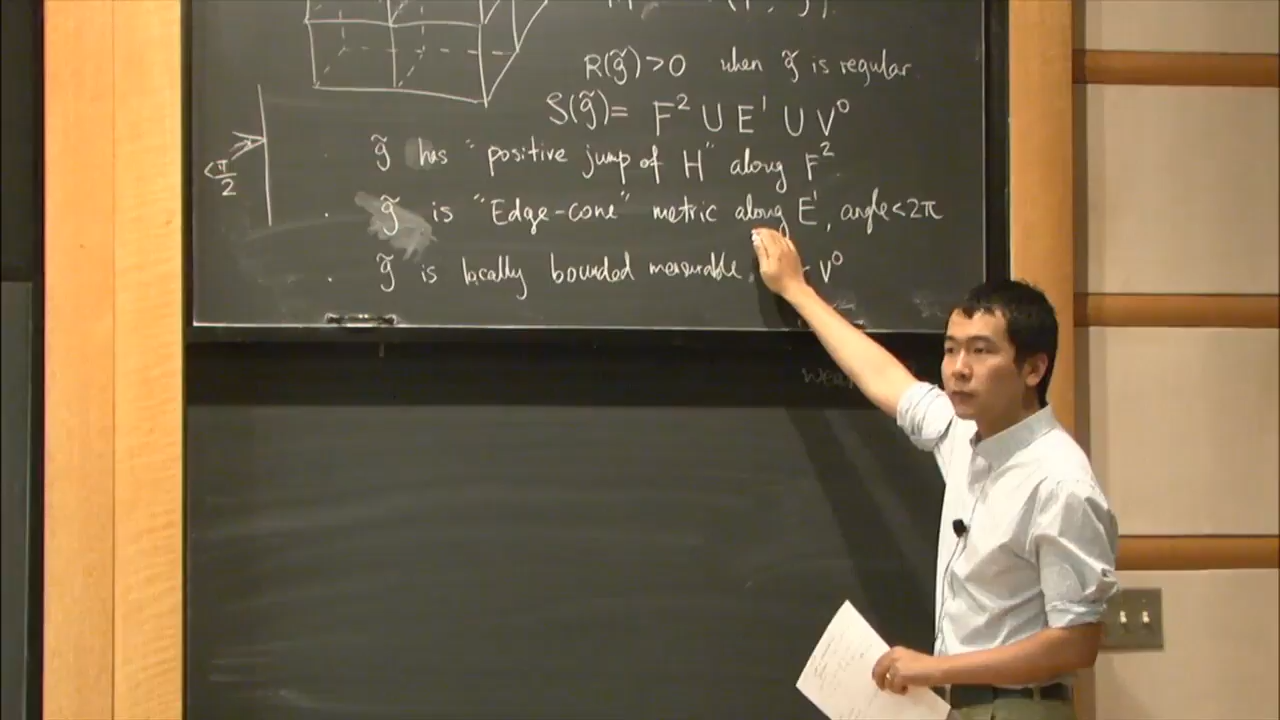 R(g̃) > 0 when g̃ is regular
S(g̃) = F² ∪ E¹ ∪ V⁰
g̃ has "positive jump of H" along F²
< π/2
· g̃ is "Edge-cone" metric along E¹, angle < 2π
· g̃ is locally bounded measurable, V⁰